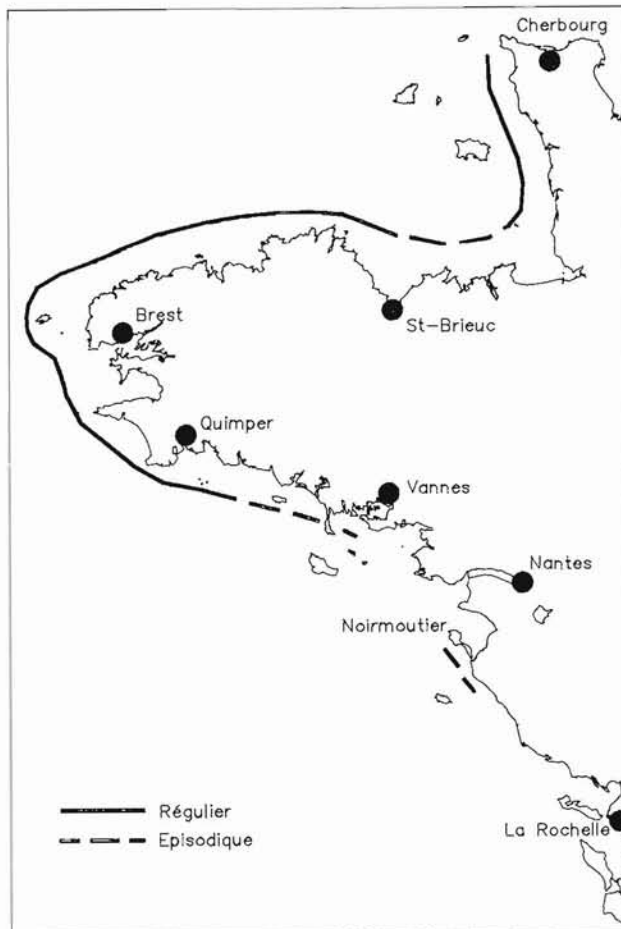 Cherbourg
Brest
St-Brieuc
Quimper
Vannes
Nantes
Noirmoutier
Régulier
Episodique
La Rochelle